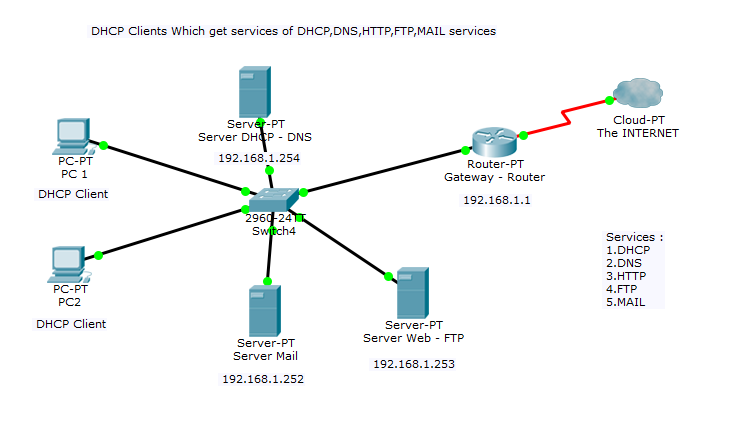 DHCP Clients Which get services of DHCP,DNS,HTTP,FTP,MAIL services
Server-PT
Server DHCP - DNS
192.168.1.254
Cloud-PT
The INTERNET
PC-PT
PC 1
DHCP Client
Router-PT
Gateway - Router
192.168.1.1
2960-24TT
Switch4
Services :
1.DHCP
2.DNS
3.HTTP
4.FTP
5.MAIL
PC-PT
PC2
DHCP Client
Server-PT
Server Mail
192.168.1.252
Server-PT
Server Web - FTP
192.168.1.253